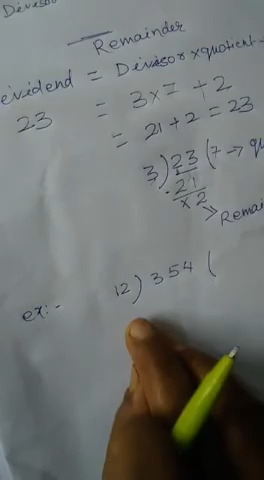 Divisor
Remainder
Dividend = Divisor × quotient +
23 = 3×7 + 2
= 21 + 2 = 23
3) 23 (7 →
21
× 2
Remai
ex:- 12) 354 (